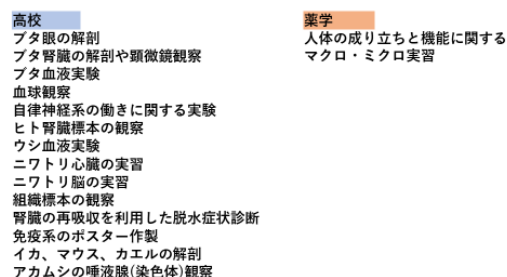 高校
ブタ眼の解剖
ブタ腎臓の解剖や顕微鏡観察
ブタ血液実験
血球観察
自律神経系の働きに関する実験
ヒト腎臓標本の観察
ウシ血液実験
ニワトリ心臓の実習
ニワトリ脳の実習
組織標本の観察
腎臓の再吸収を利用した脱水症状診断
免疫系のポスター作製
イカ、マウス、カエルの解剖
アカムシの唾液腺(染色体)観察
薬学
人体の成り立ちと機能に関する
マクロ・ミクロ実習